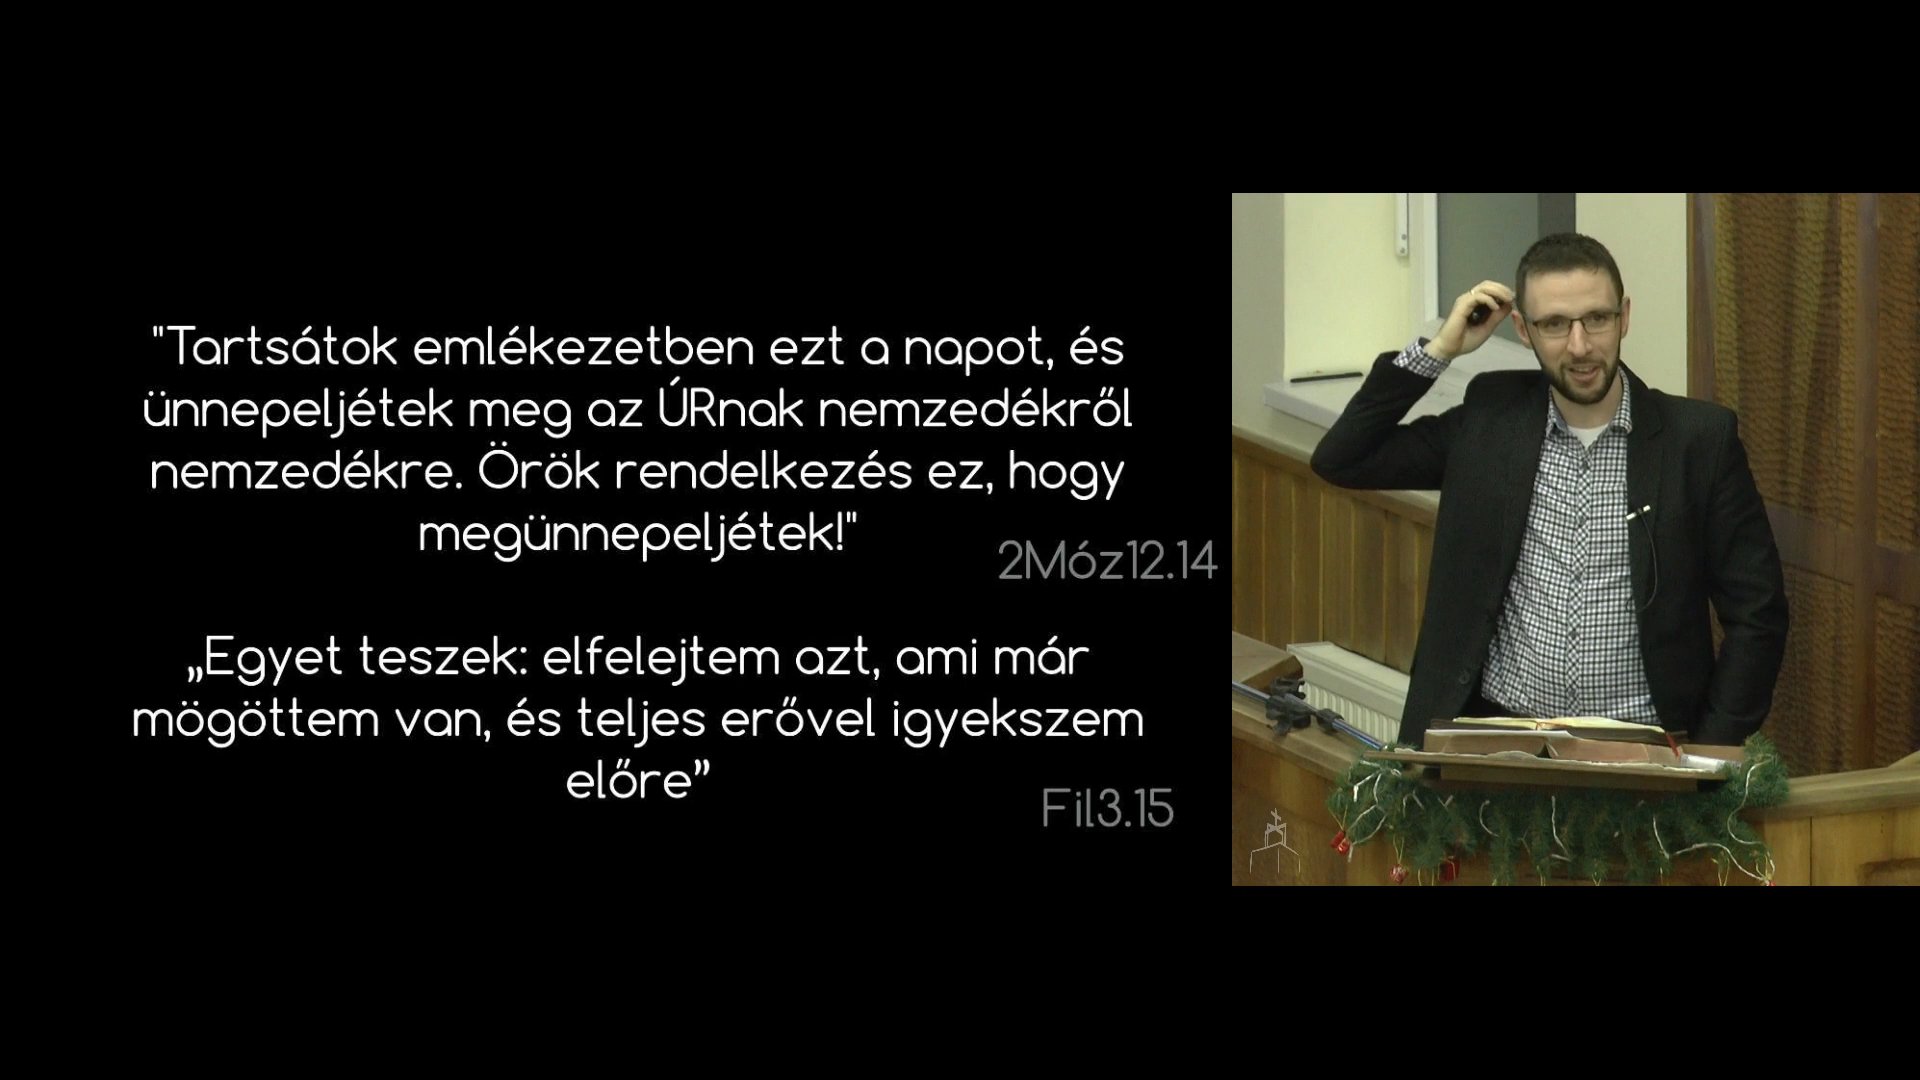 "Tartsátok emlékezetben ezt a napot, és
ünnepeljétek meg az ÚRnak nemzedékről
nemzedékre. Örök rendelkezés ez, hogy
megünnepeljétek!"
2Móz12.14
„Egyet teszek: elfelejtem azt, ami már
mögöttem van, és teljes erővel igyekszem
előre”
Fil3.15